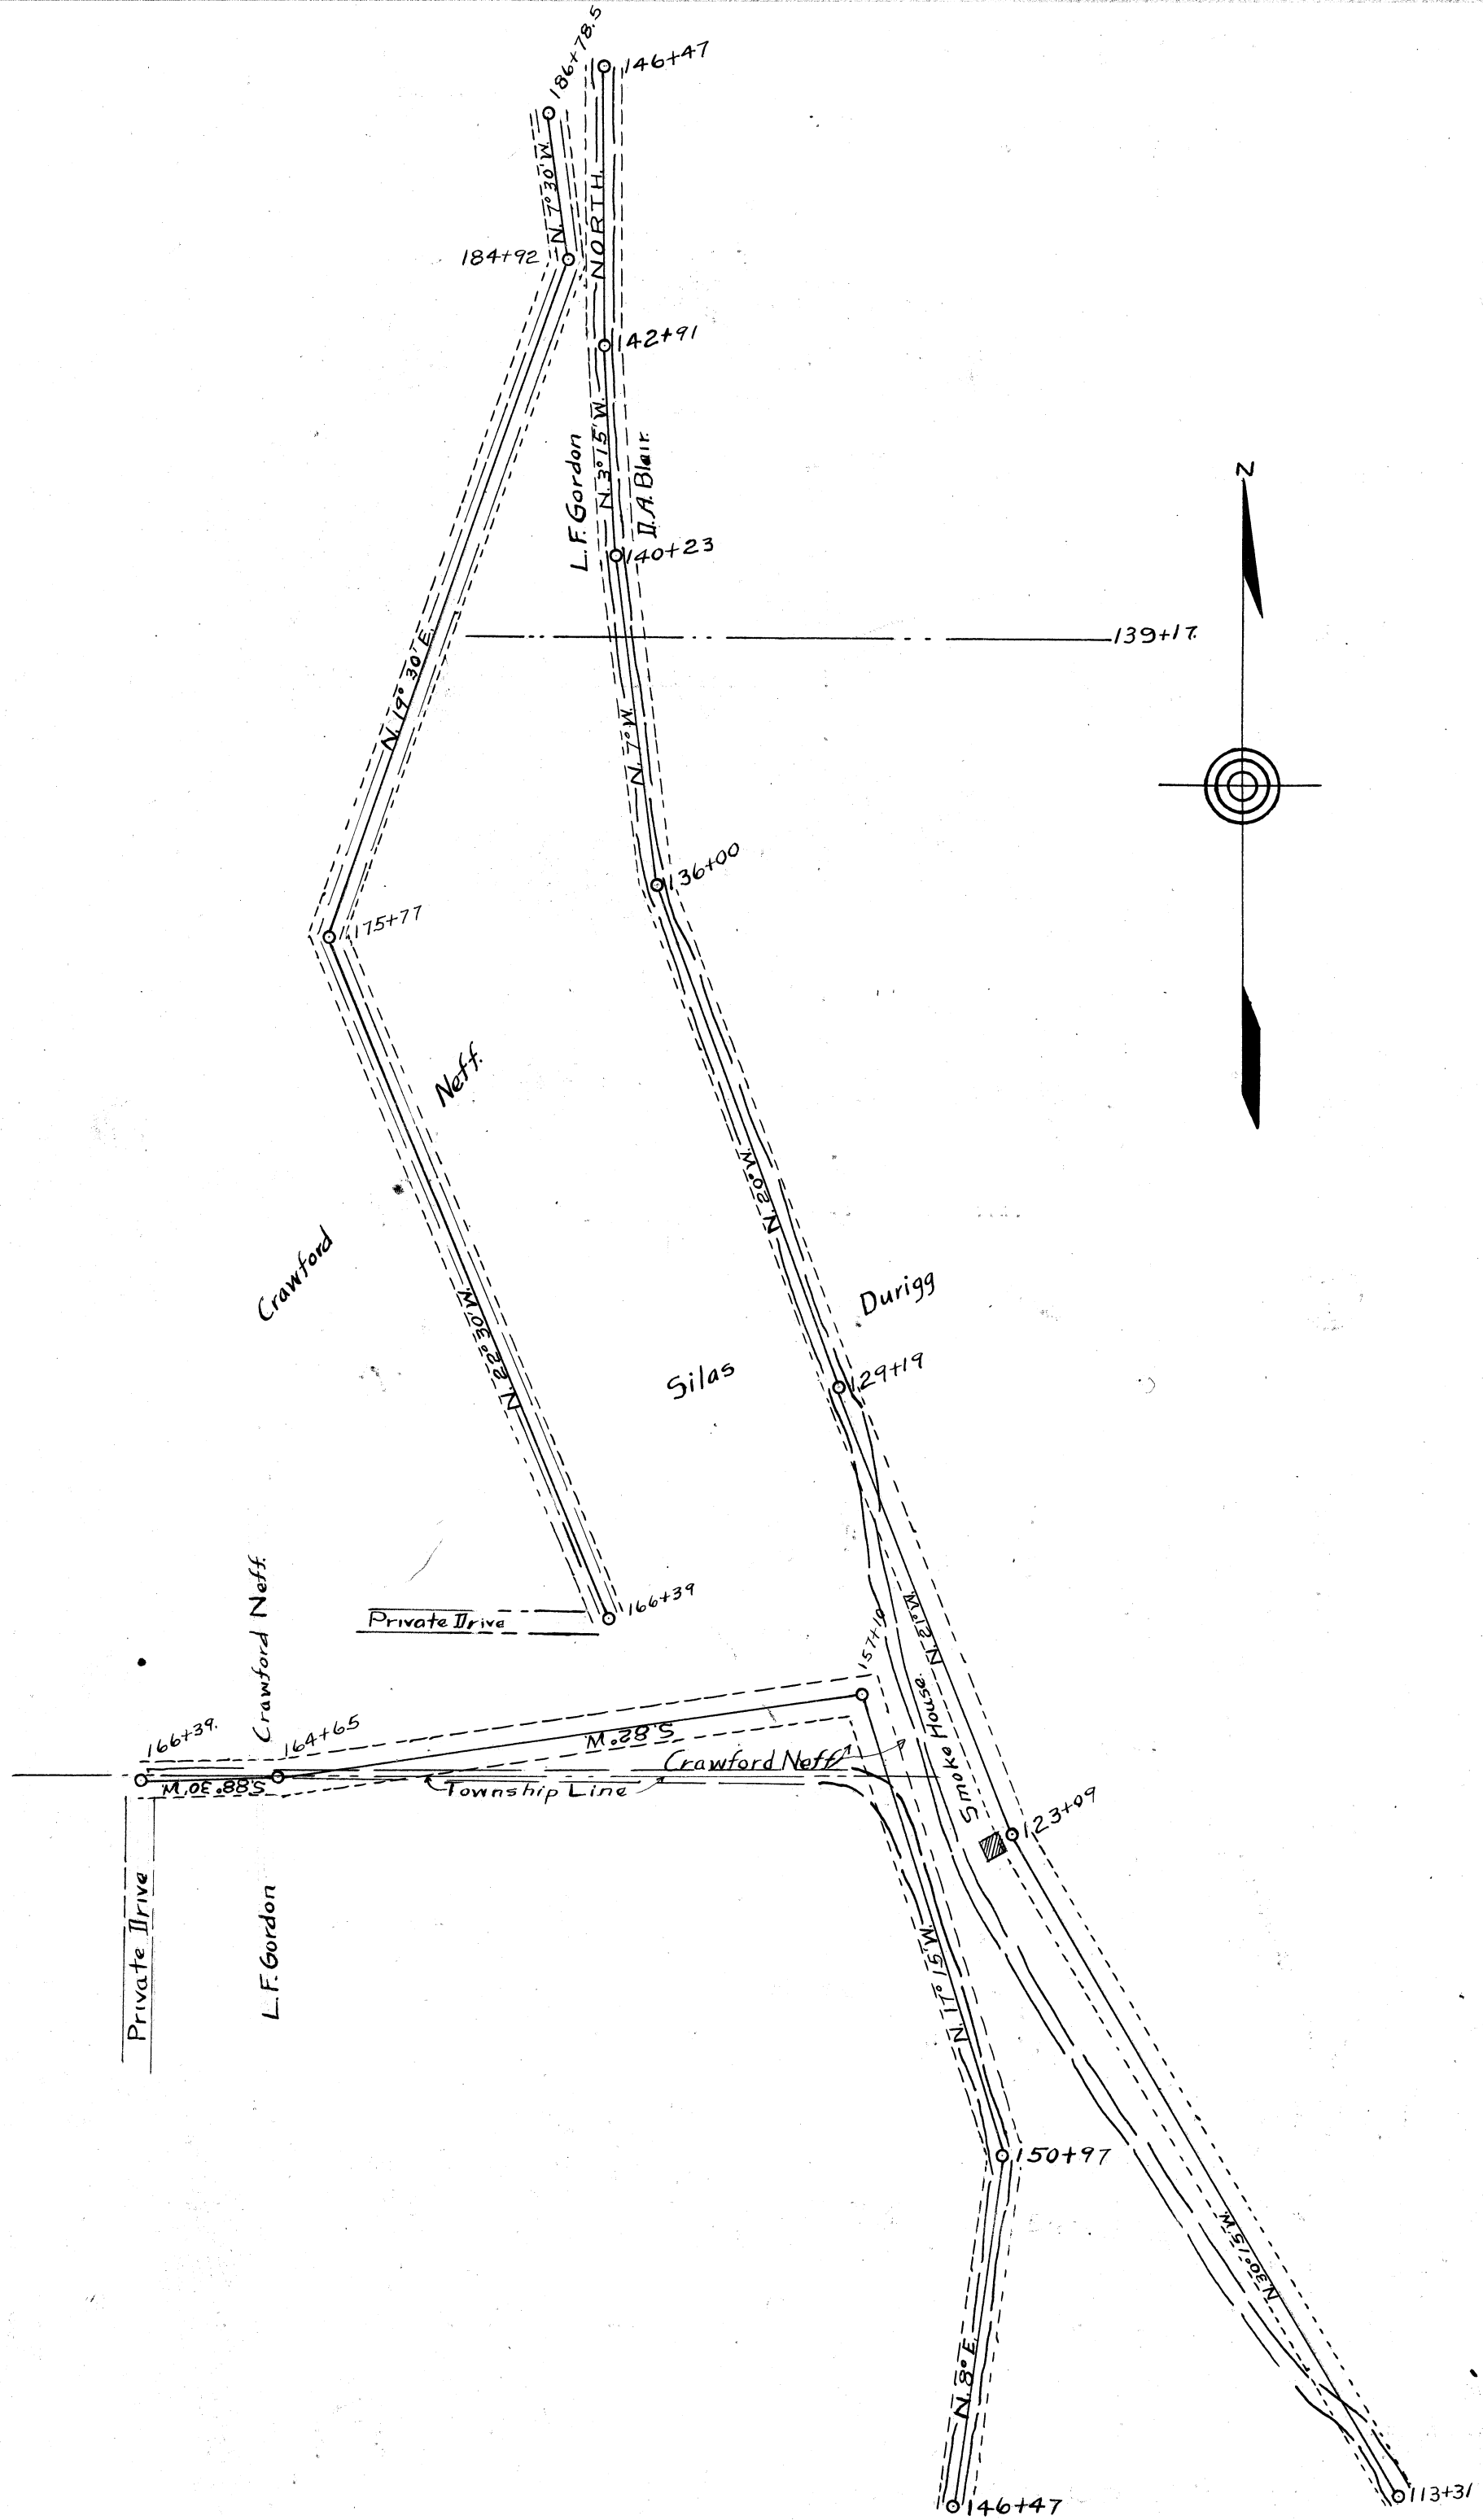 186+78.5
146+47
N. 7° 30' W.
NORTH.
184+92
142+91
N. 3° 15' W.
L.F. Gordon
D.A. Blair.
140+23
N
139+17.
N. 19° 30' E.
N. 7° W.
136+00
175+77
Neff.
N. 20° W.
Crawford
Durigg
N. 22° 30' W.
Silas
129+19
Crawford Neff.
Private Drive
166+39
157+10
N. 21° W.
Smoke House.
166+39.
164+65
S. 82° W.
Crawford Neff
S. 88° 30' W.
Township Line
123+09
Private Drive
L.F. Gordon
N. 17° 15' W.
150+97
N. 30° 15' W.
N. 8° E.
146+47
113+31